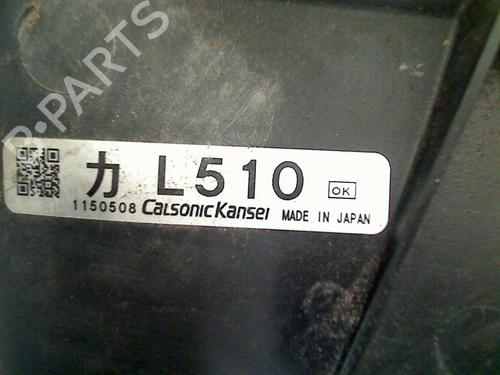 B-PARTS
カ L510 OK
1150508 CalsonicKansei MADE IN JAPAN